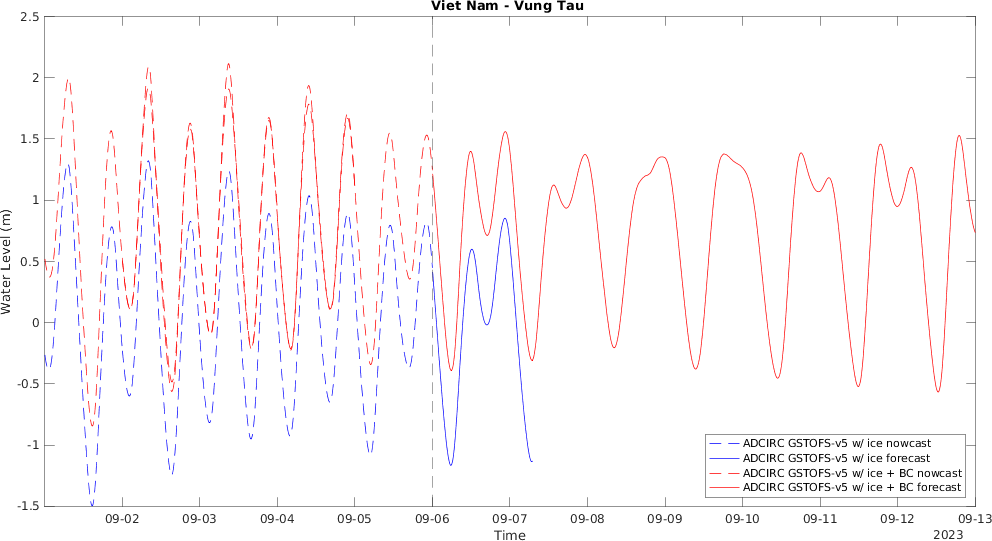 Viet Nam - Vung Tau
2.5
2
1.5
1
0.5
0
-0.5
-1
-1.5
Water Level (m)
09-02 09-03 09-04 09-05 09-06 09-07 09-08 09-09 09-10 09-11 09-12 09-13
Time
2023
ADCIRC GSTOFS-v5 w/ ice nowcast
ADCIRC GSTOFS-v5 w/ ice forecast
ADCIRC GSTOFS-v5 w/ ice + BC nowcast
ADCIRC GSTOFS-v5 w/ ice + BC forecast